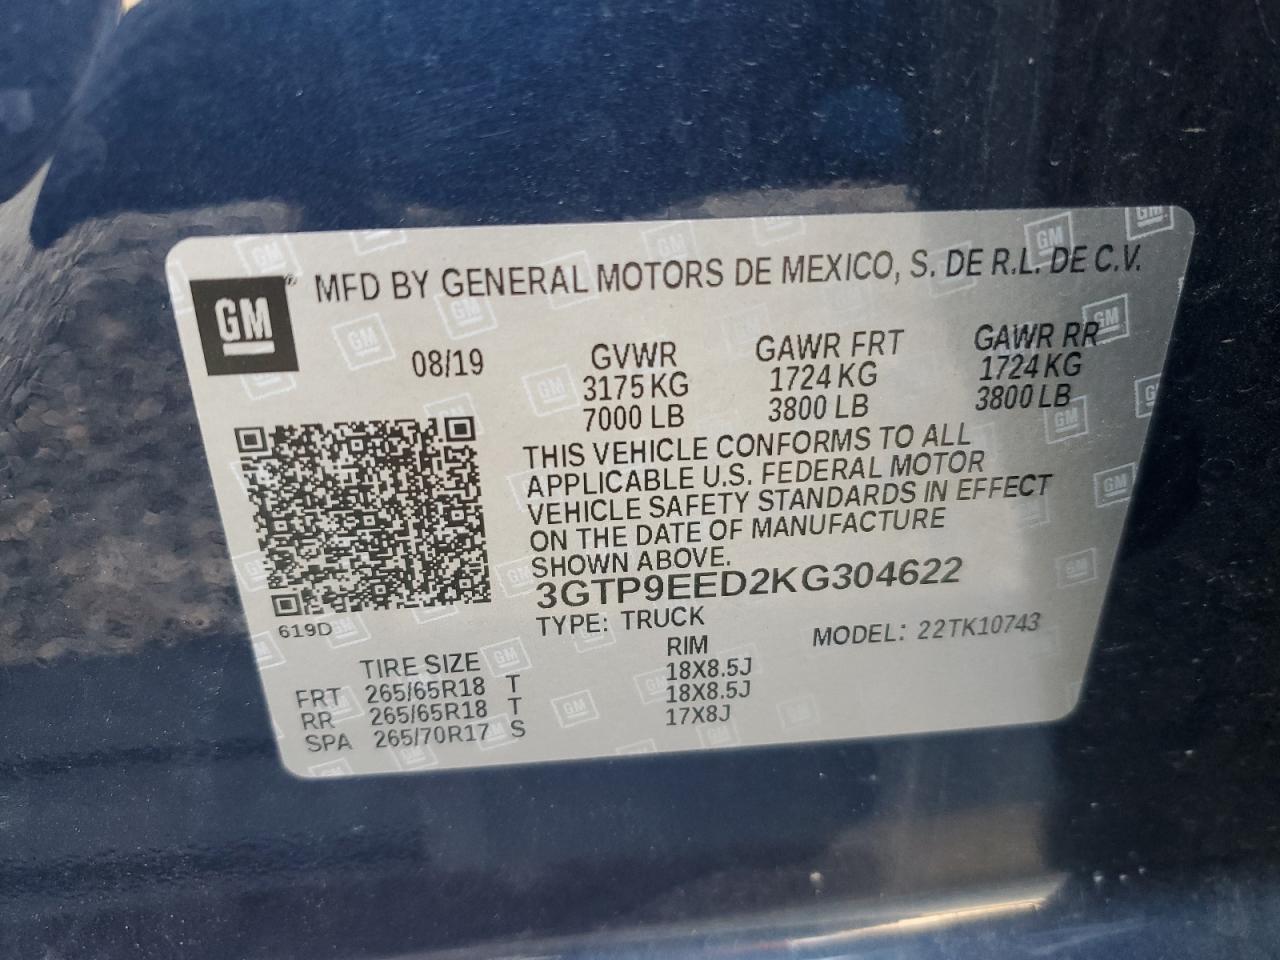 GM® MFD BY GENERAL MOTORS DE MEXICO, S. DE R.L. DE C.V.
08/19 GVWR GAWR FRT GAWR RR
3175 KG 1724 KG 1724 KG
7000 LB 3800 LB 3800 LB
THIS VEHICLE CONFORMS TO ALL
APPLICABLE U.S. FEDERAL MOTOR
VEHICLE SAFETY STANDARDS IN EFFECT
ON THE DATE OF MANUFACTURE
SHOWN ABOVE.
3GTP9EED2KG304622
619D
TYPE: TRUCK MODEL: 22TK10743
TIRE SIZE RIM
FRT 265/65R18 T 18X8.5J
RR 265/65R18 T 18X8.5J
SPA 265/70R17 S 17X8J